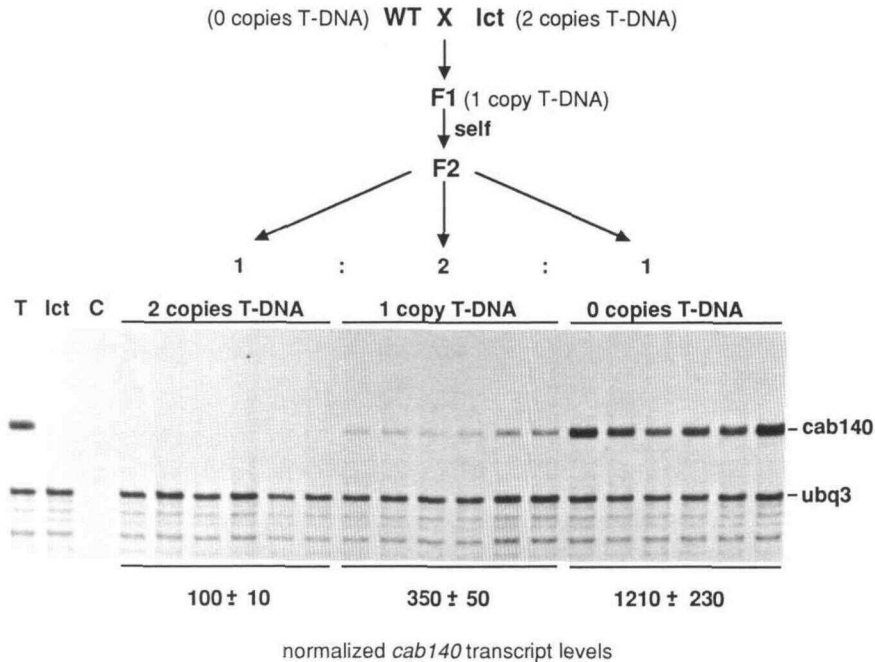 (0 copies T-DNA) WT X lct (2 copies T-DNA)
F1 (1 copy T-DNA)
self
F2
1 : 2 : 1
T lct C 2 copies T-DNA 1 copy T-DNA 0 copies T-DNA
-cab140
-ubq3
100 ± 10 350 ± 50 1210 ± 230
normalized cab140 transcript levels